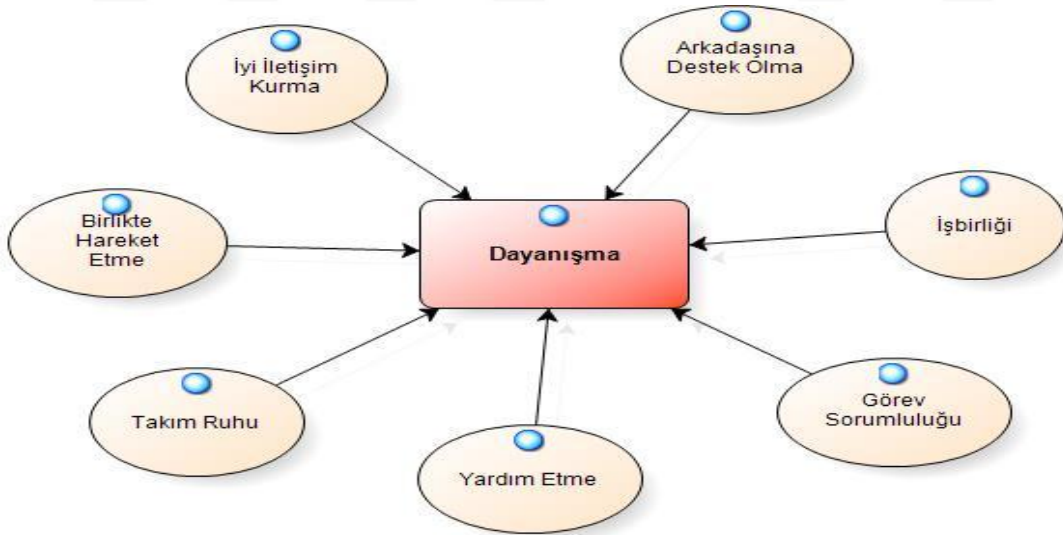 İyi İletişim
Kurma
Arkadaşına
Destek Olma
Birlikte
Hareket
Etme
Dayanışma
İşbirliği
Takım Ruhu
Yardım Etme
Görev
Sorumluluğu